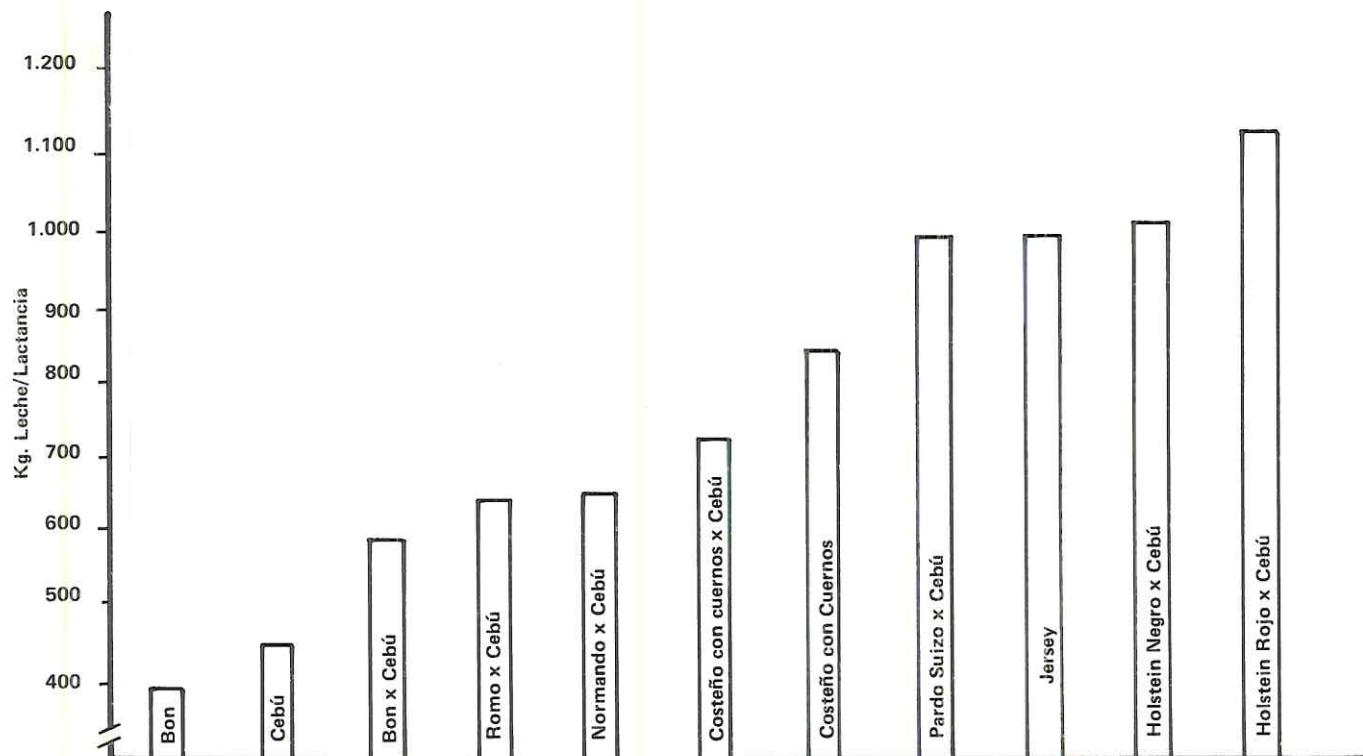 1.200
1.100
1.000
900
800
700
600
500
400
Kg. Leche/Lactancia
Bon
Cebú
Bon x Cebú
Romo x Cebú
Normando x Cebú
Costeño con cuernos x Cebú
Costeño con Cuernos
Pardo Suizo x Cebú
Jersey
Holstein Negro x Cebú
Holstein Rojo x Cebú